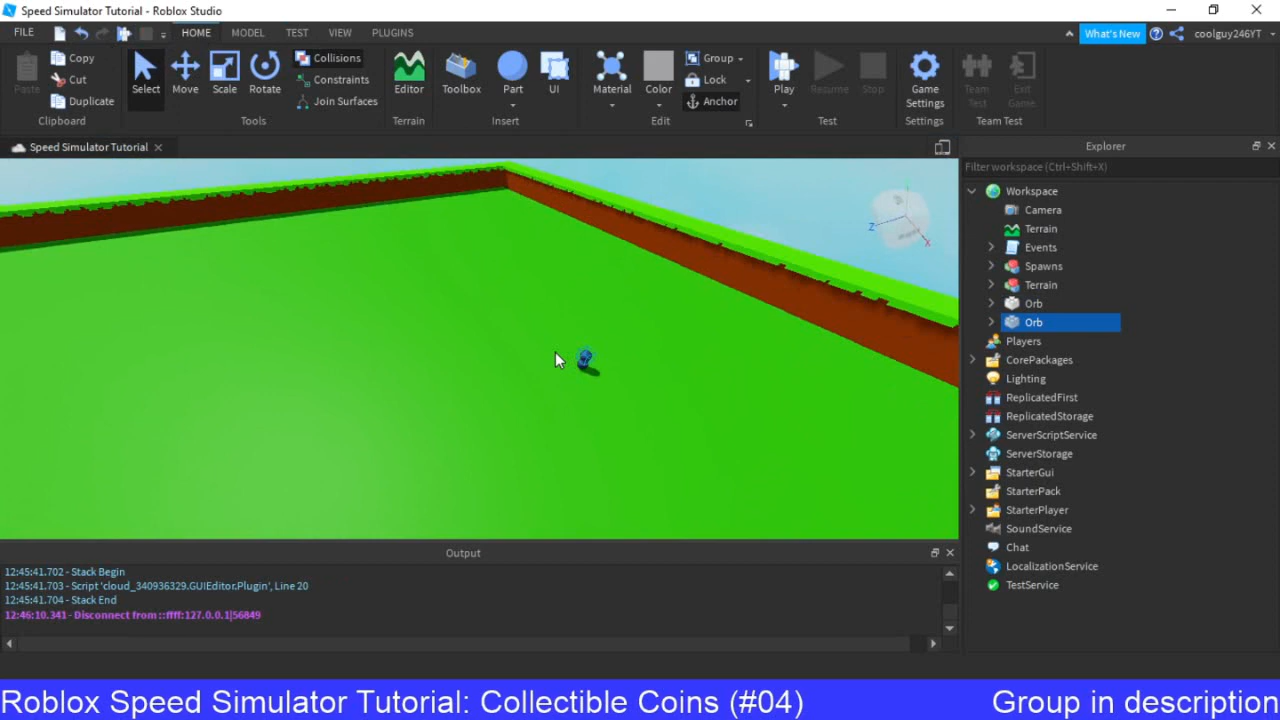 Speed Simulator Tutorial - Roblox Studio
FILE HOME MODEL TEST VIEW PLUGINS What's New coolguy246YT
Paste Copy Cut Duplicate Clipboard
Select Move Scale Rotate Collisions Constraints Join Surfaces Tools
Editor Terrain
Toolbox Part UI Insert
Material Color Group Lock Anchor Edit
Play Resume Stop Test
Game Settings Settings
Team Test Exit Game Team Test
Speed Simulator Tutorial
Z X
Explorer
Filter workspace (Ctrl+Shift+X)
Workspace
Camera
Terrain
Events
Spawns
Terrain
Orb
Orb
Players
CorePackages
Lighting
ReplicatedFirst
ReplicatedStorage
ServerScriptService
ServerStorage
StarterGui
StarterPack
StarterPlayer
SoundService
Chat
LocalizationService
TestService
Output
12:45:41.702 - Stack Begin
12:45:41.703 - Script 'cloud_340936329.GUIEditor.Plugin', Line 20
12:45:41.704 - Stack End
12:46:10.341 - Disconnect from ::ffff:127.0.0.1|56849
Roblox Speed Simulator Tutorial: Collectible Coins (#04) Group in description